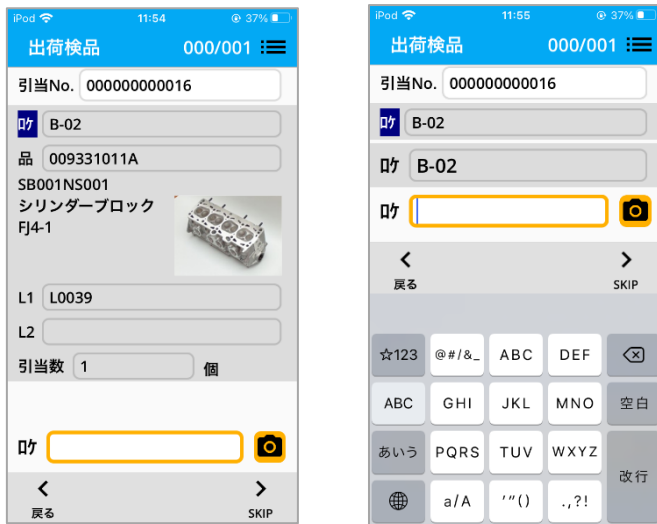 iPod 11:54 37%
出荷検品 000/001
引当No. 000000000016
ﾛｹ B-02
品 009331011A
SB001NS001
シリンダーブロック
FJ4-1
L1 L0039
L2
引当数 1 個
ﾛｹ
戻る SKIP
iPod 11:55 37%
出荷検品 000/001
引当No. 000000000016
ﾛｹ B-02
ﾛｹ B-02
ﾛｹ
戻る SKIP
☆123 @#/&_ ABC DEF
ABC GHI JKL MNO 空白
あいう PQRS TUV WXYZ
改行
a/A '"() .,?!